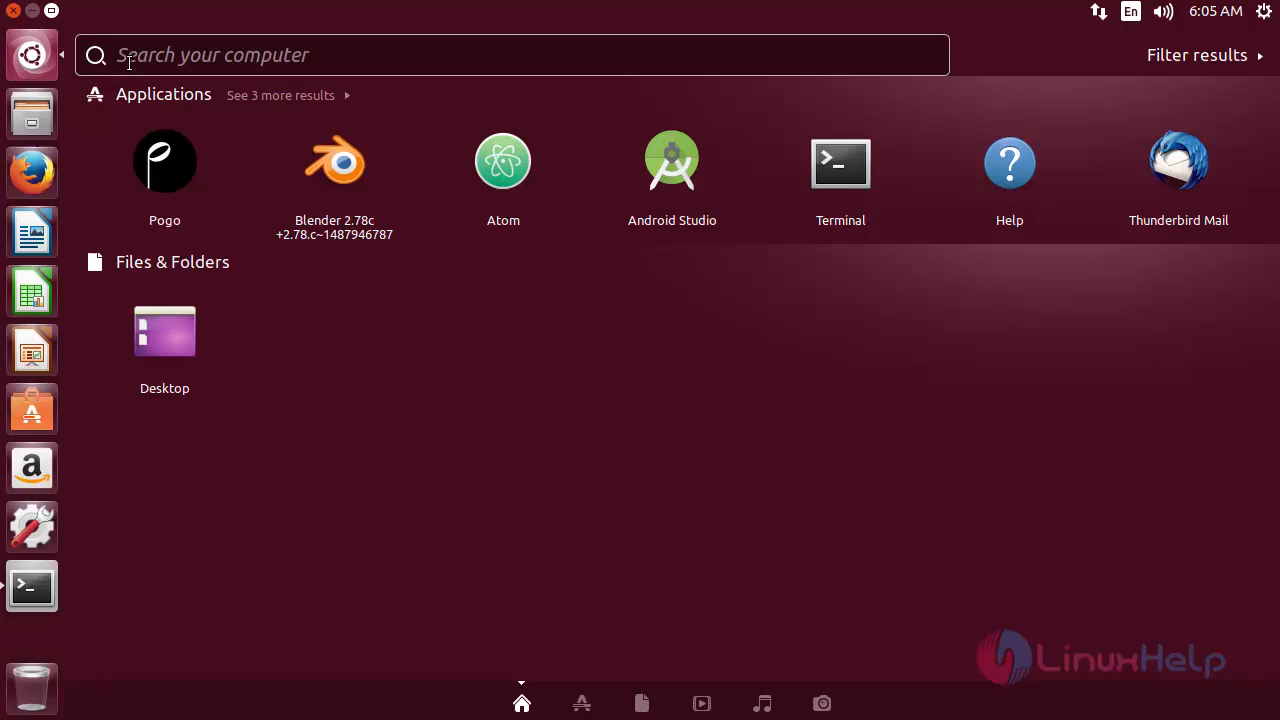 En
6:05 AM
Search your computer
Filter results
Applications
See 3 more results
Pogo
Blender 2.78c
+2.78.c~1487946787
Atom
Android Studio
Terminal
Help
Thunderbird Mail
Files & Folders
Desktop
a
>_
LinuxHelp